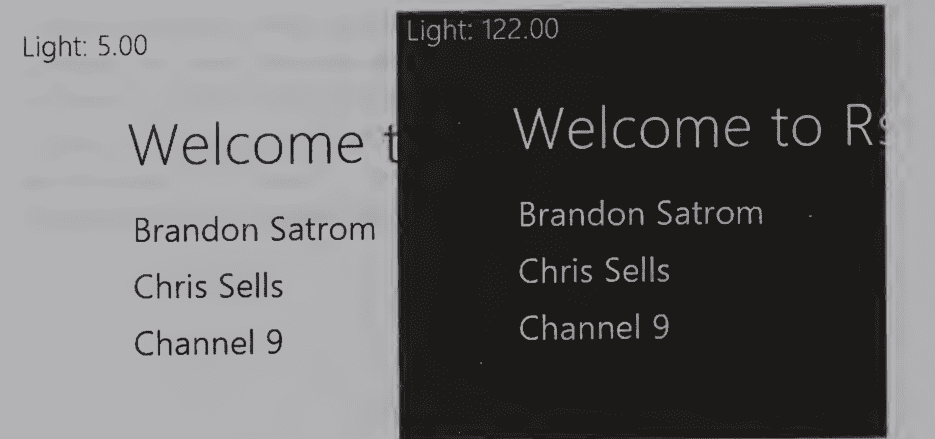 Light: 5.00
Welcome t
Brandon Satrom
Chris Sells
Channel 9
Light: 122.00
Welcome to Rs
Brandon Satrom
Chris Sells
Channel 9